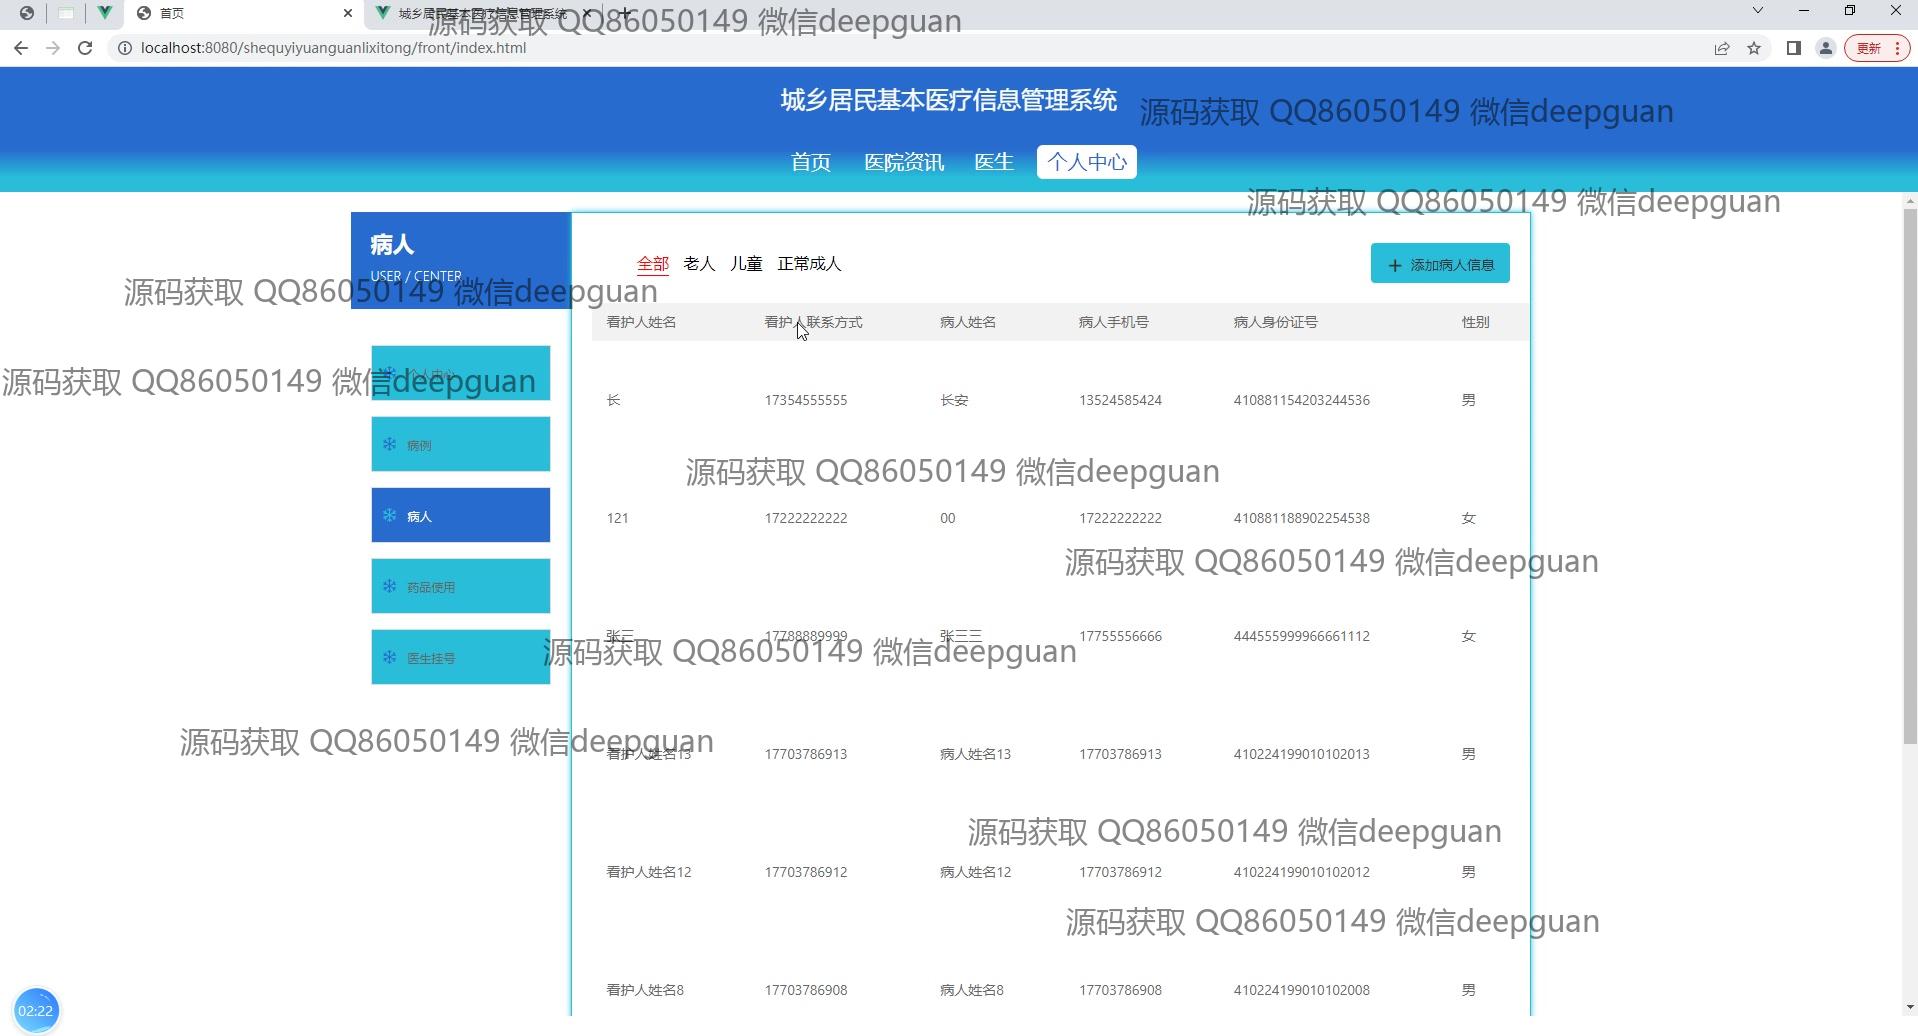 首页
城乡居民基本医疗信息管理系统
源码获取 QQ86050149 微信deepguan
localhost:8080/shequyiyuanguanlixitong/front/index.html
更新
城乡居民基本医疗信息管理系统
源码获取 QQ86050149 微信deepguan
首页 医院资讯 医生 个人中心
源码获取 QQ86050149 微信deepguan
病人
USER / CENTER
全部 老人 儿童 正常成人
+ 添加病人信息
源码获取 QQ86050149 微信deepguan
看护人姓名 看护人联系方式 病人姓名 病人手机号 病人身份证号 性别
个人中心
源码获取 QQ86050149 微信deepguan
长 17354555555 长安 13524585424 410881154203244536 男
病例
源码获取 QQ86050149 微信deepguan
病人
121 17222222222 00 17222222222 410881188902254538 女
源码获取 QQ86050149 微信deepguan
药品使用
张三 17788889999 张三三 17755556666 444555999966661112 女
源码获取 QQ86050149 微信deepguan
医生挂号
源码获取 QQ86050149 微信deepguan
看护人姓名13 17703786913 病人姓名13 17703786913 410224199010102013 男
源码获取 QQ86050149 微信deepguan
看护人姓名12 17703786912 病人姓名12 17703786912 410224199010102012 男
源码获取 QQ86050149 微信deepguan
看护人姓名8 17703786908 病人姓名8 17703786908 410224199010102008 男
02:22